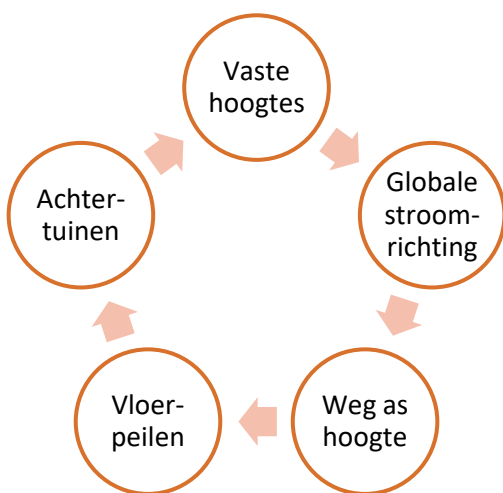 Vaste
hoogtes
Globale
stroom-
richting
Weg as
hoogte
Vloer-
peilen
Achter-
tuinen